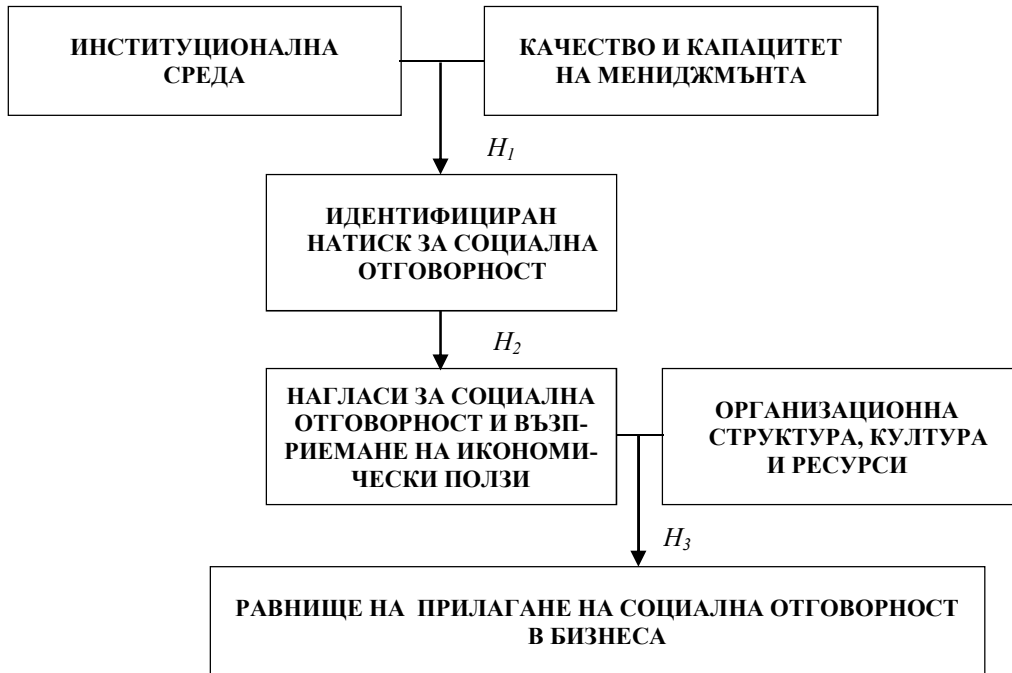 ИНСТИТУЦИОНАЛНА
СРЕДА
КАЧЕСТВО И КАПАЦИТЕТ
НА МЕНИДЖМЪНТА
H1
ИДЕНТИФИЦИРАН
НАТИСК ЗА СОЦИАЛНА
ОТГОВОРНОСТ
H2
НАГЛАСИ ЗА СОЦИАЛНА
ОТГОВОРНОСТ И ВЪЗП-
РИЕМАНЕ НА ИКОНОМИ-
ЧЕСКИ ПОЛЗИ
ОРГАНИЗАЦИОННА
СТРУКТУРА, КУЛТУРА
И РЕСУРСИ
H3
РАВНИЩЕ НА ПРИЛАГАНЕ НА СОЦИАЛНА ОТГОВОРНОСТ
В БИЗНЕСА